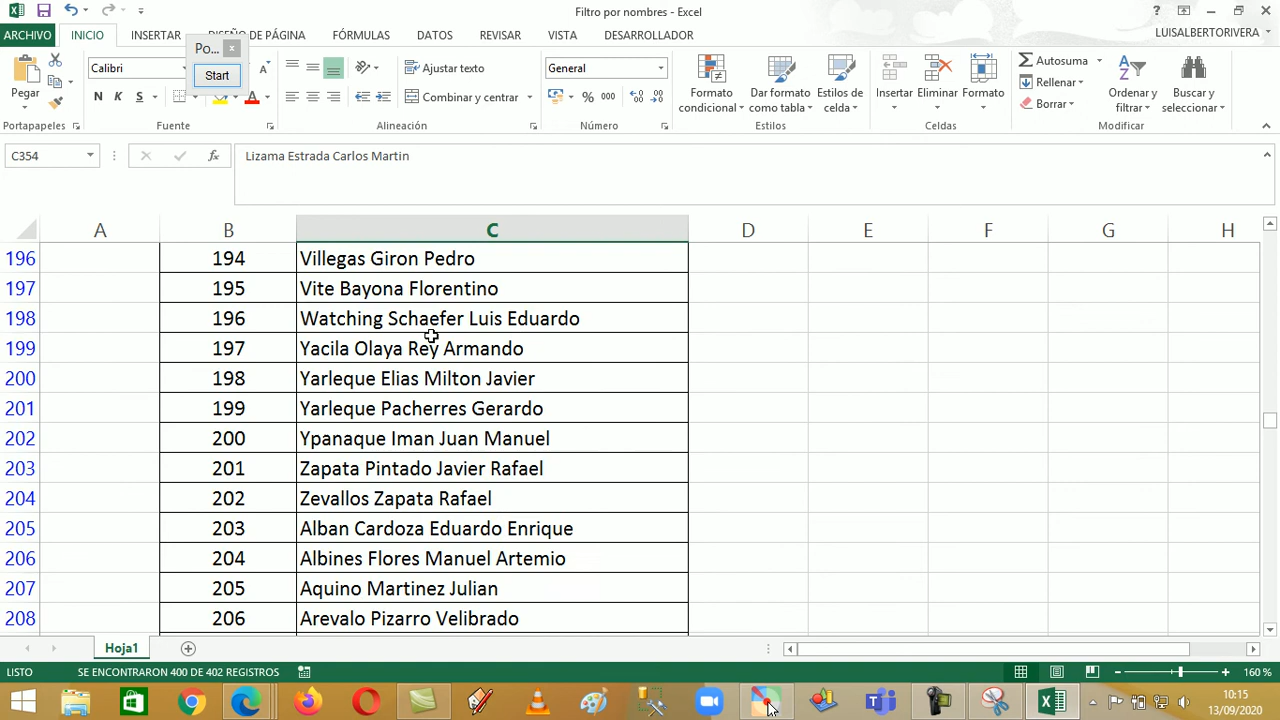 Filtro por nombres - Excel
ARCHIVO INICIO INSERTAR DISEÑO DE PÁGINA FÓRMULAS DATOS REVISAR VISTA DESARROLLADOR LUISALBERTORIVERA
Po... x
Start
Pegar
Calibri
N K S
Ajustar texto
Combinar y centrar
General
% 000
Formato condicional
Dar formato como tabla
Estilos de celda
Insertar Eliminar Formato
Autosuma
Rellenar
Borrar
Ordenar y filtrar
Buscar y seleccionar
Portapapeles Fuente Alineación Número Estilos Celdas Modificar
C354 fx Lizama Estrada Carlos Martin
A B C D E F G H
196 194 Villegas Giron Pedro
197 195 Vite Bayona Florentino
198 196 Watching Schaefer Luis Eduardo
199 197 Yacila Olaya Rey Armando
200 198 Yarleque Elias Milton Javier
201 199 Yarleque Pacherres Gerardo
202 200 Ypanaque Iman Juan Manuel
203 201 Zapata Pintado Javier Rafael
204 202 Zevallos Zapata Rafael
205 203 Alban Cardoza Eduardo Enrique
206 204 Albines Flores Manuel Artemio
207 205 Aquino Martinez Julian
208 206 Arevalo Pizarro Velibrado
Hoja1
LISTO SE ENCONTRARON 400 DE 402 REGISTROS 160 %
10:15
13/09/2020